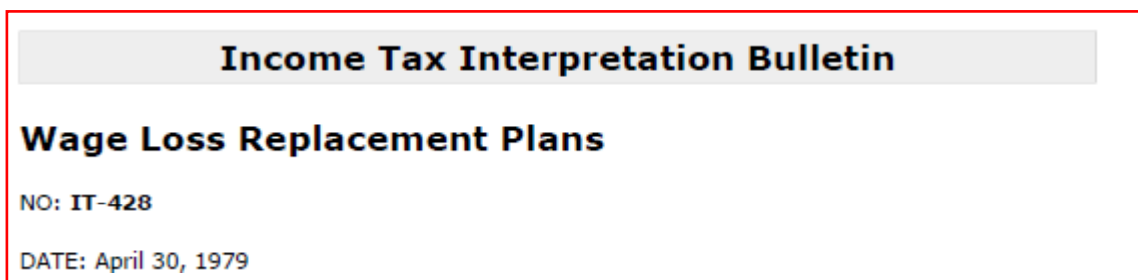 Income Tax Interpretation Bulletin
Wage Loss Replacement Plans
NO: IT-428
DATE: April 30, 1979